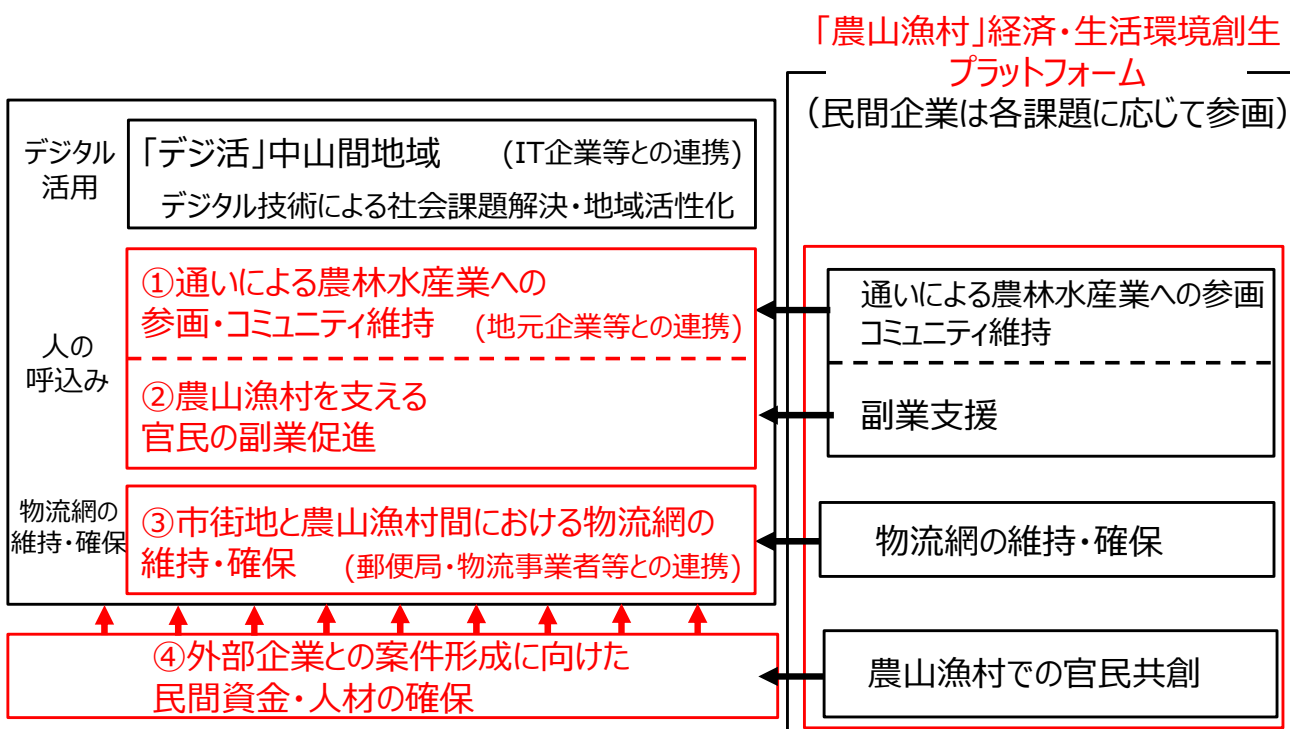 「農山漁村」経済・生活環境創生
プラットフォーム
(民間企業は各課題に応じて参画)
デジタル
活用
「デジ活」中山間地域 (IT企業等との連携)
デジタル技術による社会課題解決・地域活性化
人の
呼込み
①通いによる農林水産業への
参画・コミュニティ維持 (地元企業等との連携)
②農山漁村を支える
官民の副業促進
物流網の
維持・確保
③市街地と農山漁村間における物流網の
維持・確保 (郵便局・物流事業者等との連携)
④外部企業との案件形成に向けた
民間資金・人材の確保
通いによる農林水産業への参画
コミュニティ維持
副業支援
物流網の維持・確保
農山漁村での官民共創